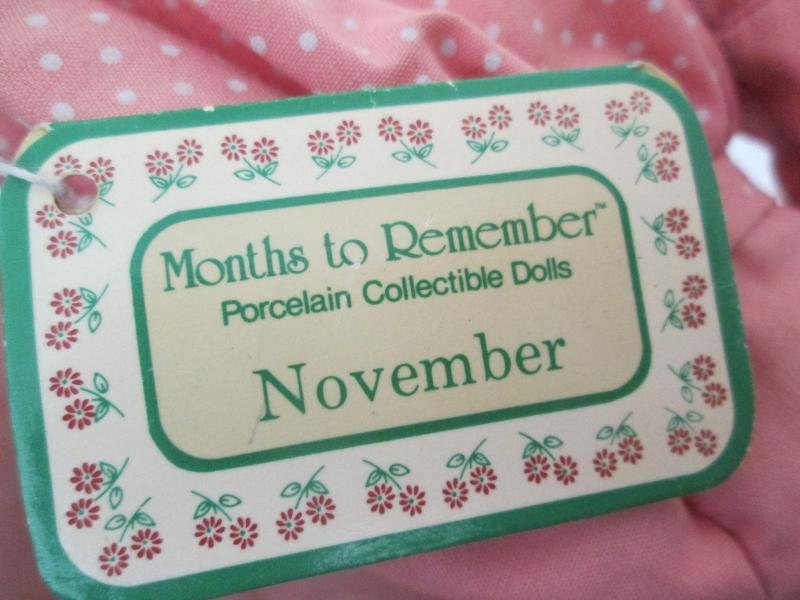 Months to Remember™
Porcelain Collectible Dolls
November